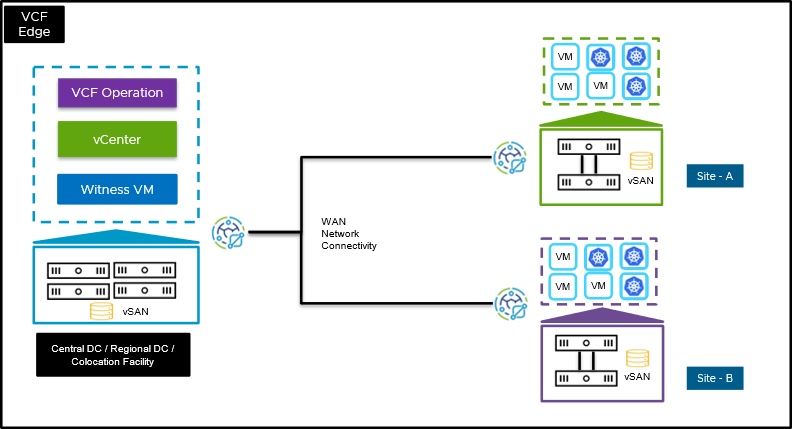 VCF
Edge
VCF Operation
vCenter
Witness VM
vSAN
Central DC / Regional DC /
Colocation Facility
WAN
Network
Connectivity
VM
VM
VM
vSAN
Site - A
VM
VM
VM
vSAN
Site - B